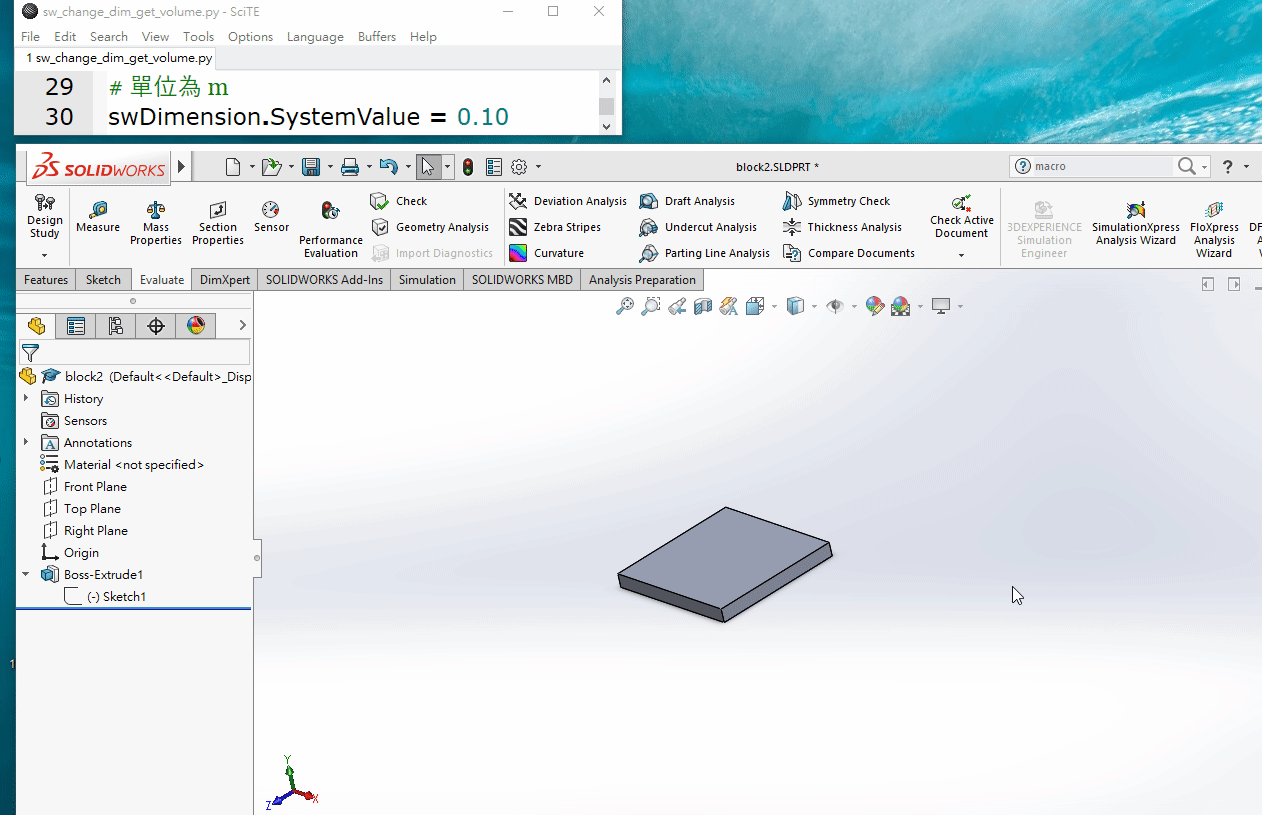 sw_change_dim_get_volume.py - SciTE
File Edit Search View Tools Options Language Buffers Help
1 sw_change_dim_get_volume.py
29 # 單位為 m
30 swDimension.SystemValue = 0.10
SOLIDWORKS
block2.SLDPRT *
macro
?
Design Study
Measure
Mass Properties
Section Properties
Sensor
Performance Evaluation
Check
Geometry Analysis
Import Diagnostics
Deviation Analysis
Zebra Stripes
Curvature
Draft Analysis
Undercut Analysis
Parting Line Analysis
Symmetry Check
Thickness Analysis
Compare Documents
Check Active Document
3DEXPERIENCE Simulation Engineer
SimulationXpress Analysis Wizard
FloXpress Analysis Wizard
DF
Features Sketch Evaluate DimXpert SOLIDWORKS Add-Ins Simulation SOLIDWORKS MBD Analysis Preparation
block2 (Default<<Default>_Disp
History
Sensors
Annotations
Material <not specified>
Front Plane
Top Plane
Right Plane
Origin
Boss-Extrude1
(-) Sketch1
1
Y
Z X